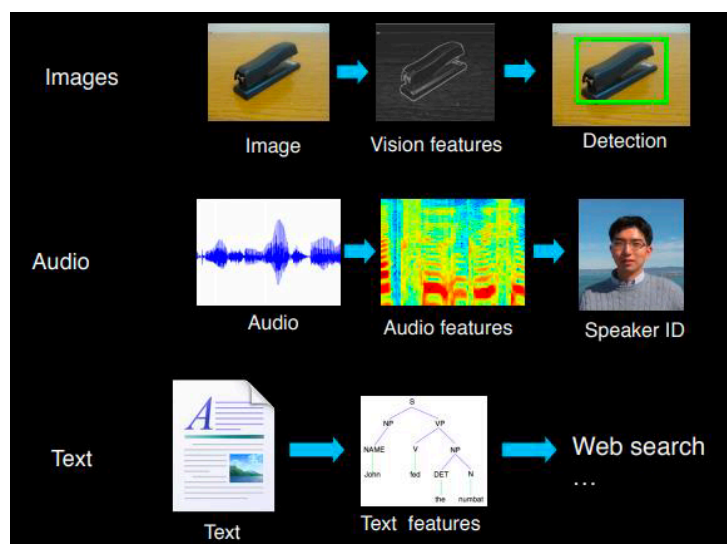 Images
Image
Vision features
Detection
Audio
Audio
Audio features
Speaker ID
Text
A
Text
S
NP VP
NAME V NP
John fed DET N
the numbat
Text features
Web search
…